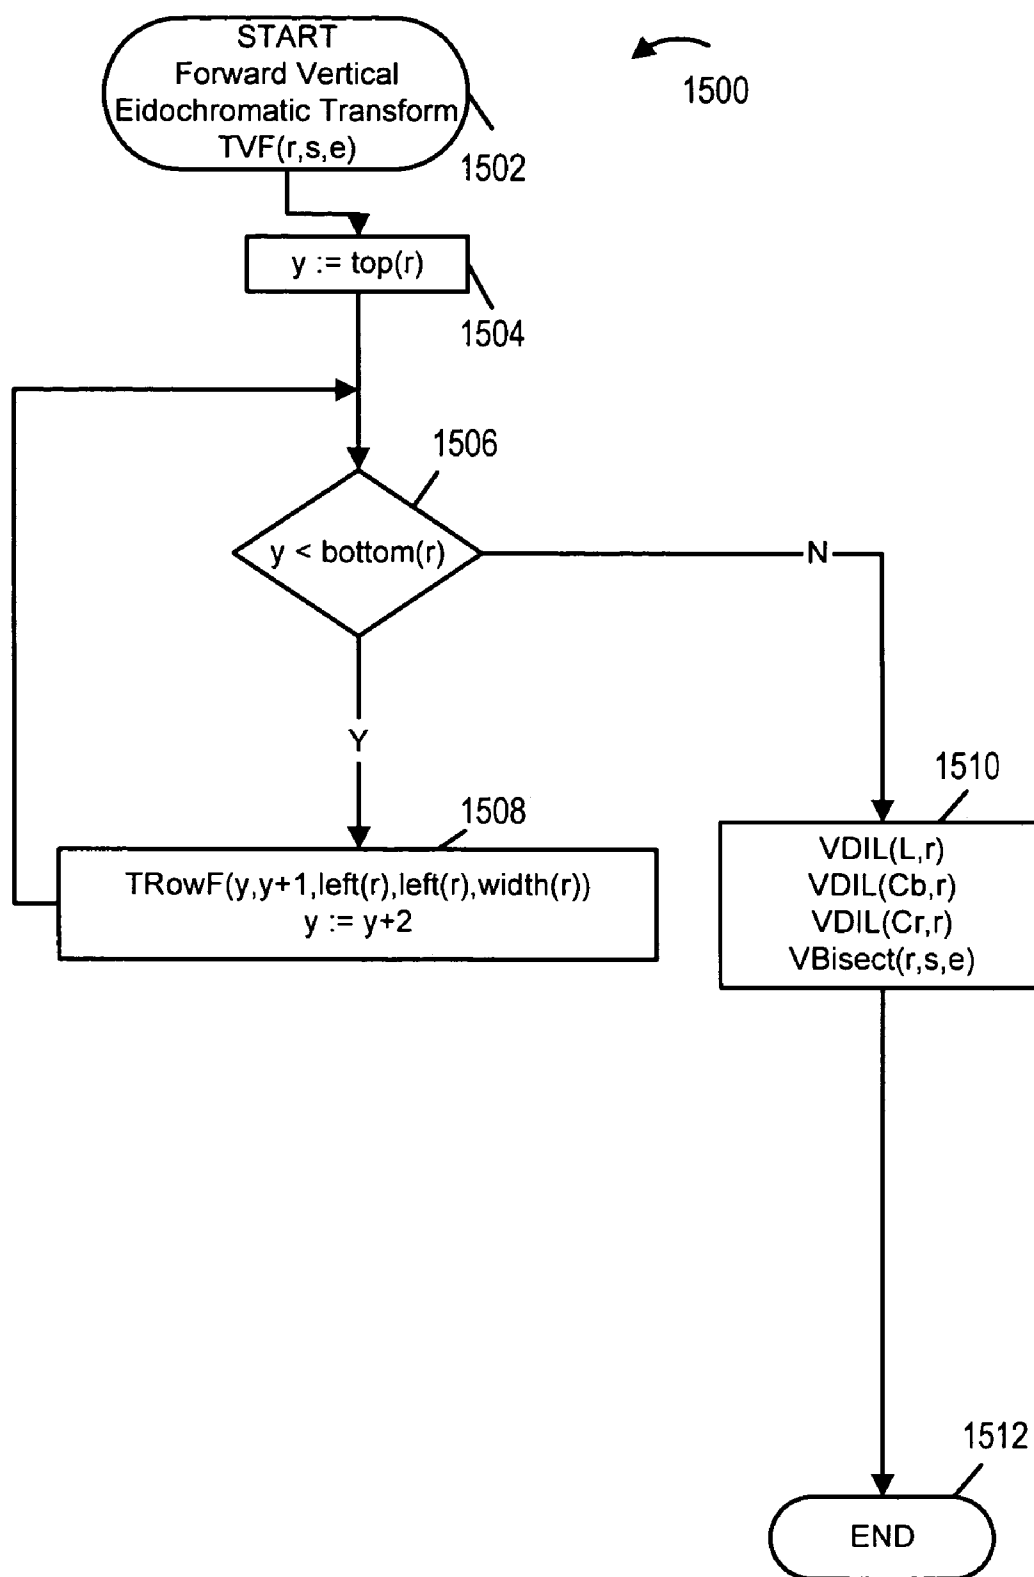 START
Forward Vertical
Eidochromatic Transform
TVF(r,s,e)
1500
1502
y := top(r)
1504
1506
y < bottom(r)
N
Y
1508
TRowF(y,y+1,left(r),left(r),width(r))
y := y+2
1510
VDIL(L,r)
VDIL(Cb,r)
VDIL(Cr,r)
VBisect(r,s,e)
1512
END